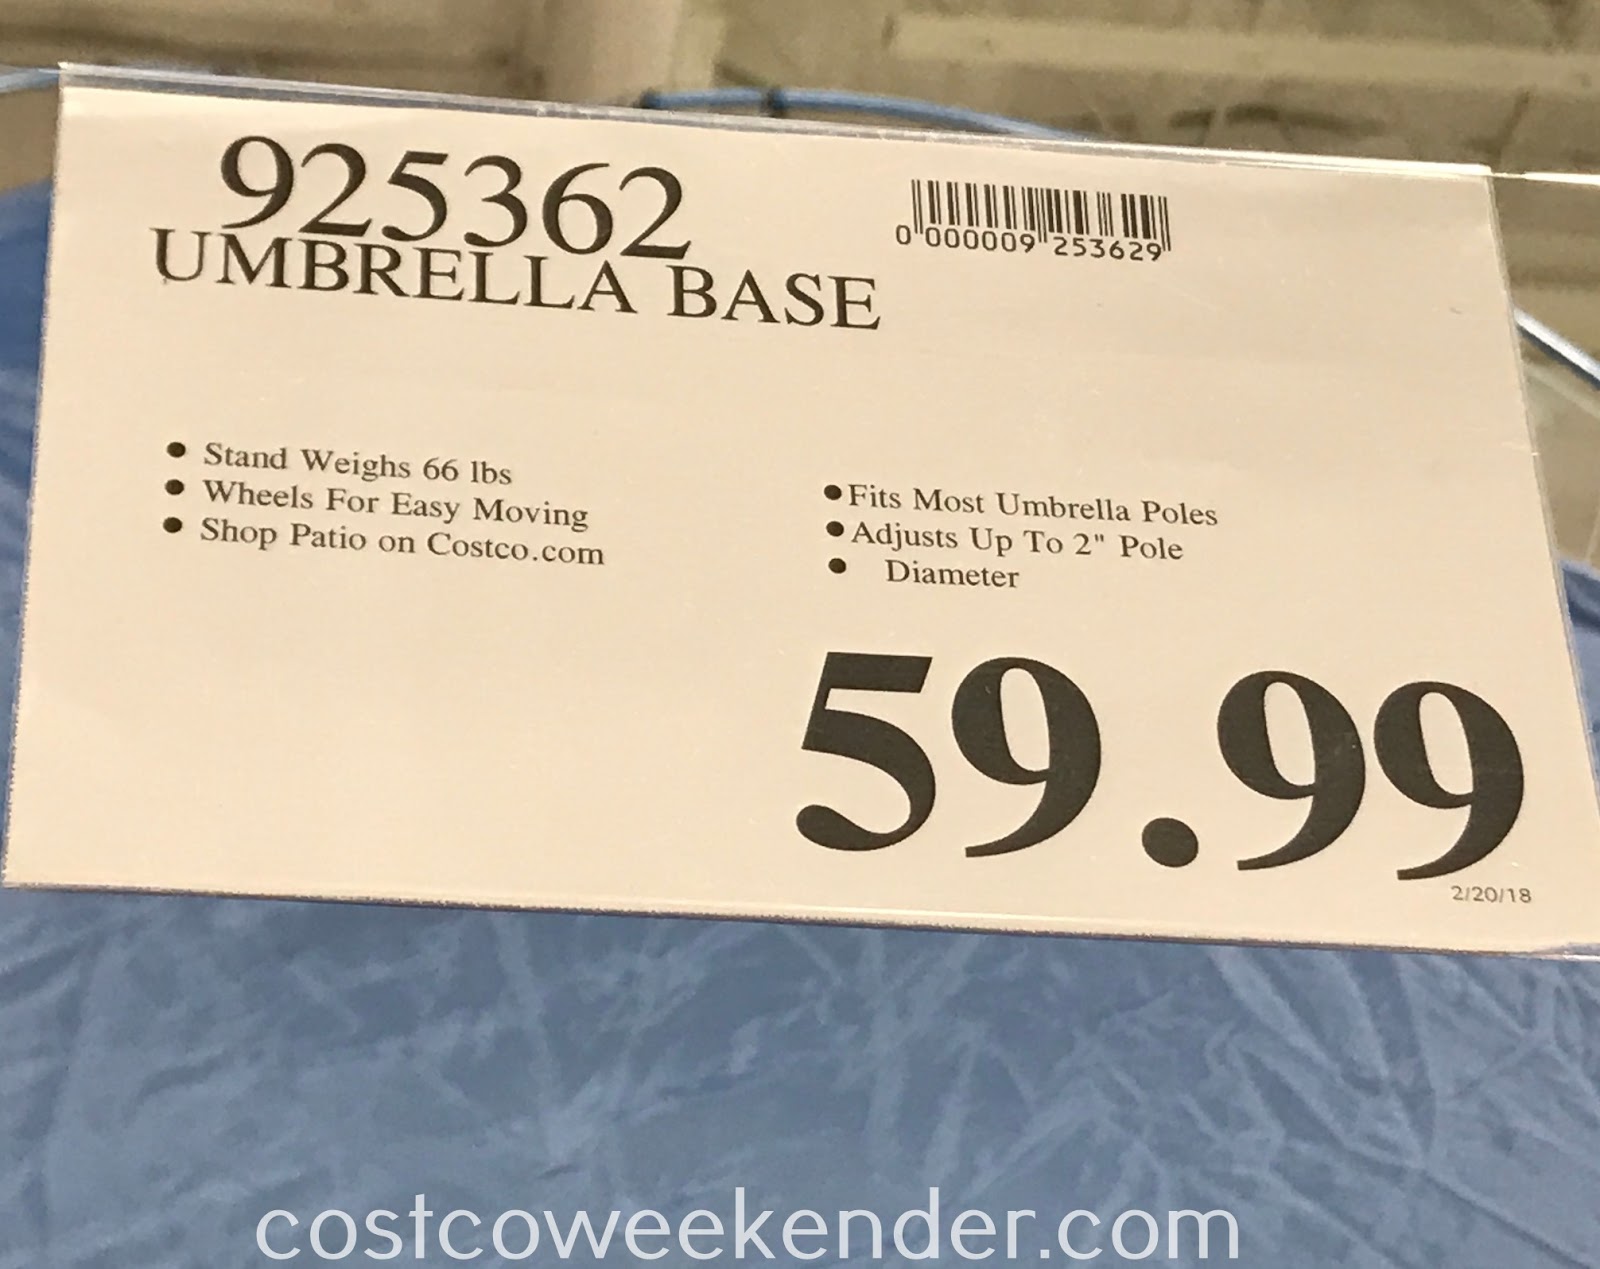 925362
UMBRELLA BASE
0 000009 253629
● Stand Weighs 66 lbs
● Wheels For Easy Moving
● Shop Patio on Costco.com
● Fits Most Umbrella Poles
● Adjusts Up To 2" Pole
● Diameter
59.99
2/20/18
costcoweekender.com